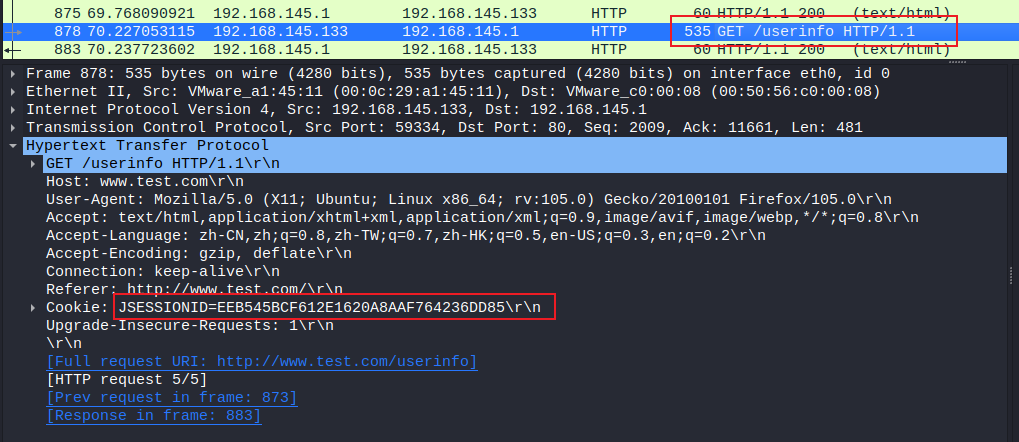 875 69.768090921 192.168.145.1 192.168.145.133 HTTP 60 HTTP/1.1 200 (text/html)
878 70.227053115 192.168.145.133 192.168.145.1 HTTP 535 GET /userinfo HTTP/1.1
883 70.237723602 192.168.145.1 192.168.145.133 HTTP 60 HTTP/1.1 200 (text/html)
Frame 878: 535 bytes on wire (4280 bits), 535 bytes captured (4280 bits) on interface eth0, id 0
Ethernet II, Src: VMware_a1:45:11 (00:0c:29:a1:45:11), Dst: VMware_c0:00:08 (00:50:56:c0:00:08)
Internet Protocol Version 4, Src: 192.168.145.133, Dst: 192.168.145.1
Transmission Control Protocol, Src Port: 59334, Dst Port: 80, Seq: 2009, Ack: 11661, Len: 481
Hypertext Transfer Protocol
GET /userinfo HTTP/1.1\r\n
Host: www.test.com\r\n
User-Agent: Mozilla/5.0 (X11; Ubuntu; Linux x86_64; rv:105.0) Gecko/20100101 Firefox/105.0\r\n
Accept: text/html,application/xhtml+xml,application/xml;q=0.9,image/avif,image/webp,*/*;q=0.8\r\n
Accept-Language: zh-CN,zh;q=0.8,zh-TW;q=0.7,zh-HK;q=0.5,en-US;q=0.3,en;q=0.2\r\n
Accept-Encoding: gzip, deflate\r\n
Connection: keep-alive\r\n
Referer: http://www.test.com/\r\n
Cookie: JSESSIONID=EEB545BCF612E1620A8AAF764236DD85\r\n
Upgrade-Insecure-Requests: 1\r\n
\r\n
[Full request URI: http://www.test.com/userinfo]
[HTTP request 5/5]
[Prev request in frame: 873]
[Response in frame: 883]